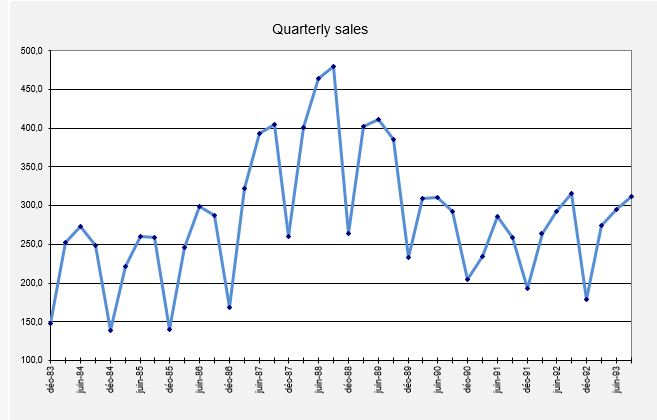 Quarterly sales
500,0
450,0
400,0
350,0
300,0
250,0
200,0
150,0
100,0
déc-83
juin-84
déc-84
juin-85
déc-85
juin-86
déc-86
juin-87
déc-87
juin-88
déc-88
juin-89
déc-89
juin-90
déc-90
juin-91
déc-91
juin-92
déc-92
juin-93